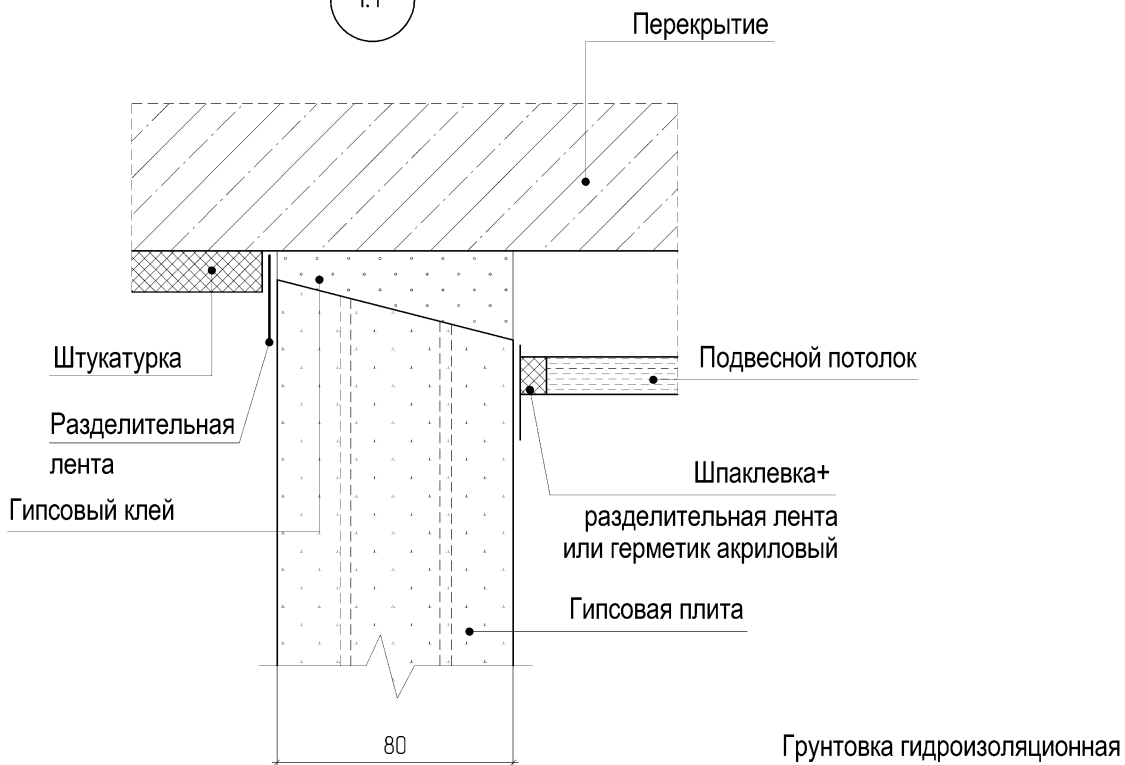 Перекрытие
Штукатурка
Подвесной потолок
Разделительная
лента
Шпаклевка+
Гипсовый клей
разделительная лента
или герметик акриловый
Гипсовая плита
80
Грунтовка гидроизоляционная